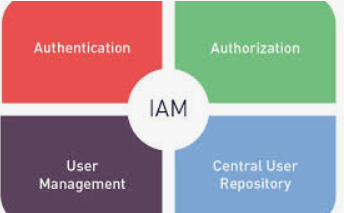 Authentication
Authorization
IAM
User
Management
Central User
Repository